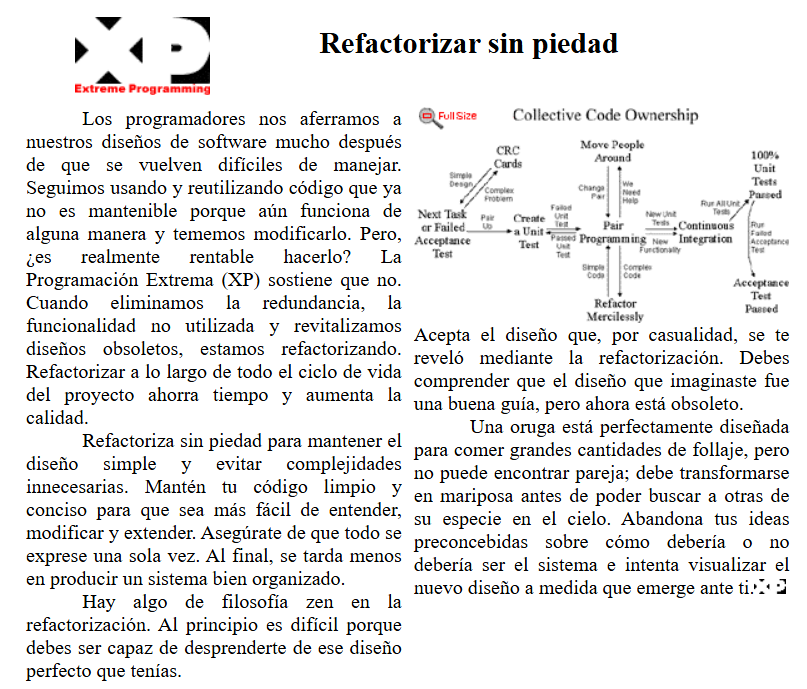 Extreme Programming
Refactorizar sin piedad
Los programadores nos aferramos a
nuestros diseños de software mucho después
de que se vuelven difíciles de manejar.
Seguimos usando y reutilizando código que ya
no es mantenible porque aún funciona de
alguna manera y tememos modificarlo. Pero,
¿es realmente rentable hacerlo? La
Programación Extrema (XP) sostiene que no.
Cuando eliminamos la redundancia, la
funcionalidad no utilizada y revitalizamos
diseños obsoletos, estamos refactorizando.
Refactorizar a lo largo de todo el ciclo de vida
del proyecto ahorra tiempo y aumenta la
calidad.
Refactoriza sin piedad para mantener el
diseño simple y evitar complejidades
innecesarias. Mantén tu código limpio y
conciso para que sea más fácil de entender,
modificar y extender. Asegúrate de que todo se
exprese una sola vez. Al final, se tarda menos
en producir un sistema bien organizado.
Hay algo de filosofía zen en la
refactorización. Al principio es difícil porque
debes ser capaz de desprenderte de ese diseño
perfecto que tenías.
Full Size
Collective Code Ownership
CRC
Cards
Move People
Around
100%
Unit
Tests
Passed
Simple
Design
Complex
Problem
Change
Pair
We
Need
Help
Run All Unit
Tests
Next Task
or Failed
Acceptance
Test
Pair
Up
Create
a Unit
Test
Failed
Unit
Test
Passed
Unit
Test
Pair
Programming
New Unit
Tests
New
Functionality
Continuous
Integration
Run
Failed
Acceptance
Test
Simple
Code
Complex
Code
Refactor
Mercilessly
Acceptance
Test
Passed
Acepta el diseño que, por casualidad, se te
reveló mediante la refactorización. Debes
comprender que el diseño que imaginaste fue
una buena guía, pero ahora está obsoleto.
Una oruga está perfectamente diseñada
para comer grandes cantidades de follaje, pero
no puede encontrar pareja; debe transformarse
en mariposa antes de poder buscar a otras de
su especie en el cielo. Abandona tus ideas
preconcebidas sobre cómo debería o no
debería ser el sistema e intenta visualizar el
nuevo diseño a medida que emerge ante ti.